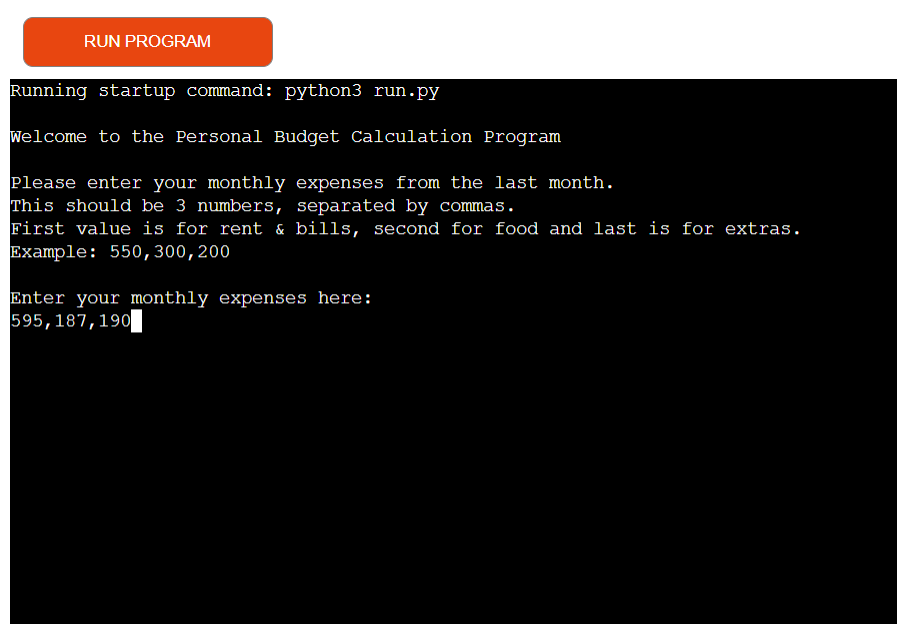 RUN PROGRAM
Running startup command: python3 run.py
Welcome to the Personal Budget Calculation Program
Please enter your monthly expenses from the last month.
This should be 3 numbers, separated by commas.
First value is for rent & bills, second for food and last is for extras.
Example: 550,300,200
Enter your monthly expenses here:
595,187,190